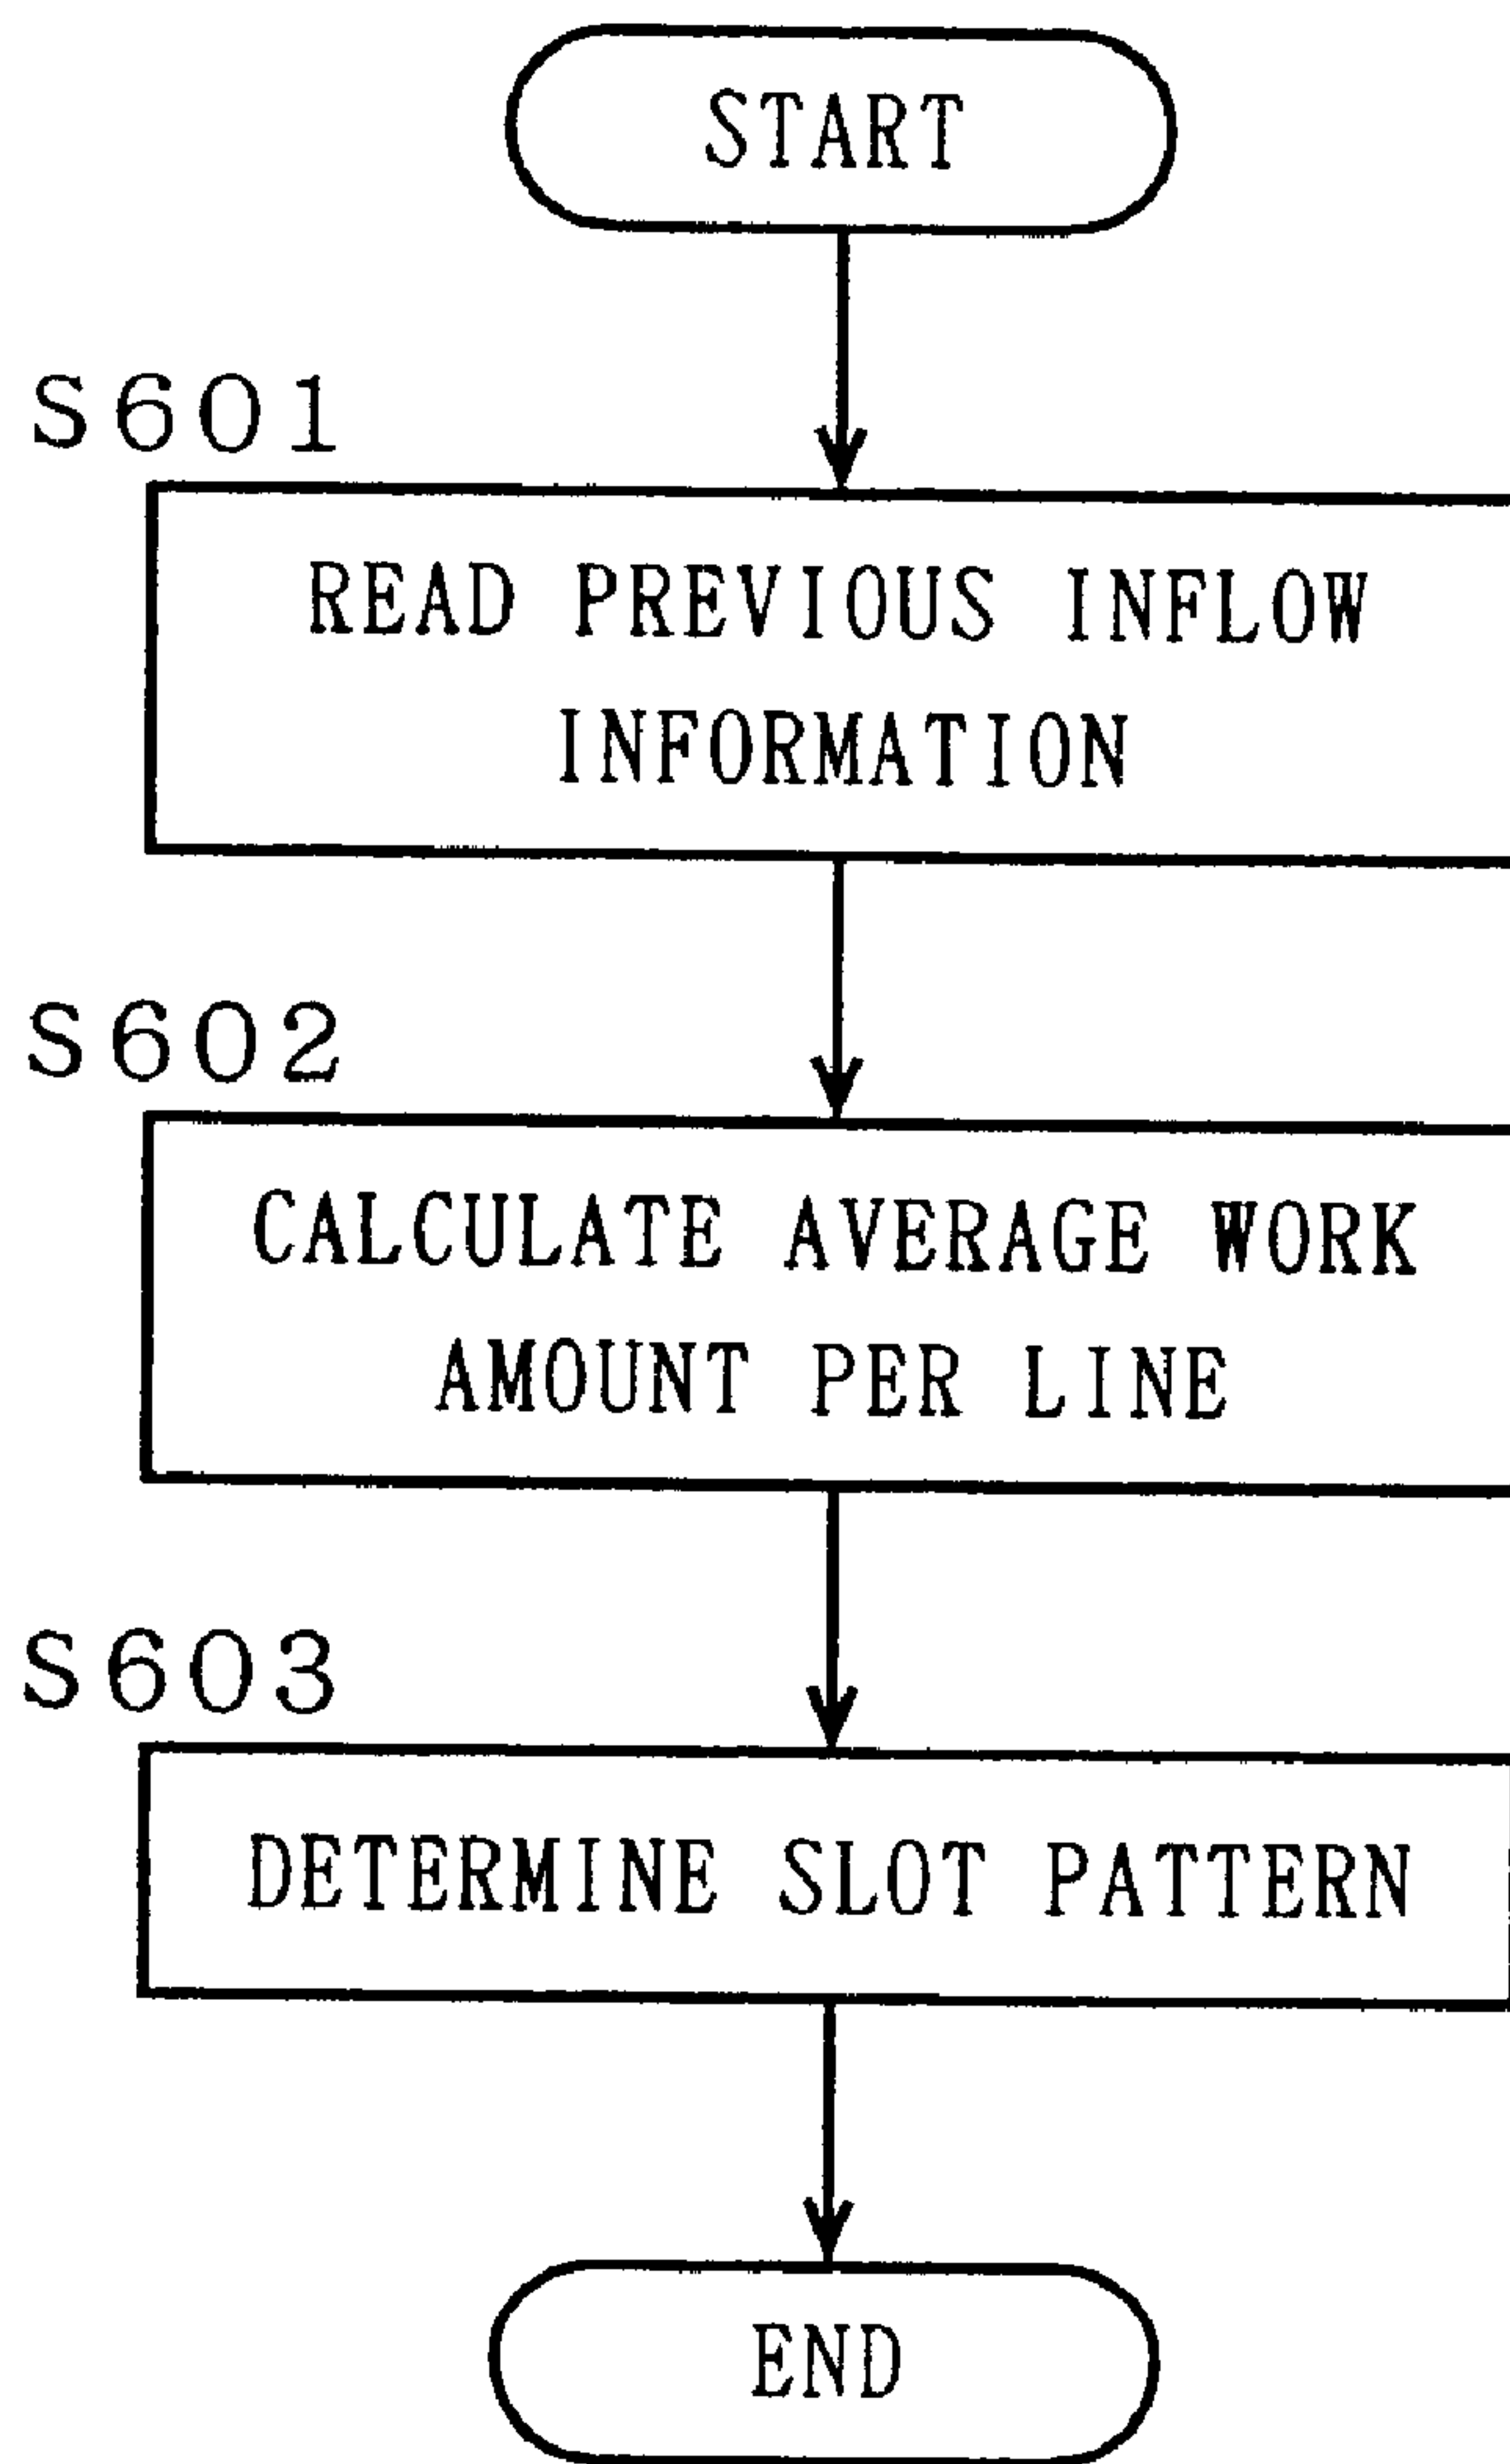 START
S601
READ PREVIOUS INFLOW
INFORMATION
S602
CALCULATE AVERAGE WORK
AMOUNT PER LINE
S603
DETERMINE SLOT PATTERN
END